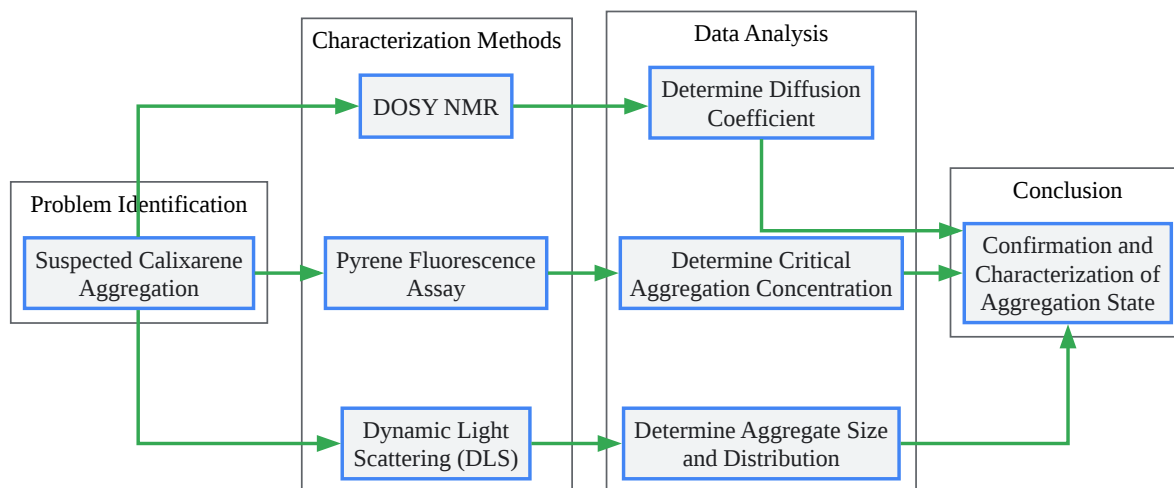 Problem Identification
Suspected Calixarene
Aggregation
Characterization Methods
DOSY NMR
Pyrene Fluorescence
Assay
Dynamic Light
Scattering (DLS)
Data Analysis
Determine Diffusion
Coefficient
Determine Critical
Aggregation Concentration
Determine Aggregate Size
and Distribution
Conclusion
Confirmation and
Characterization of
Aggregation State